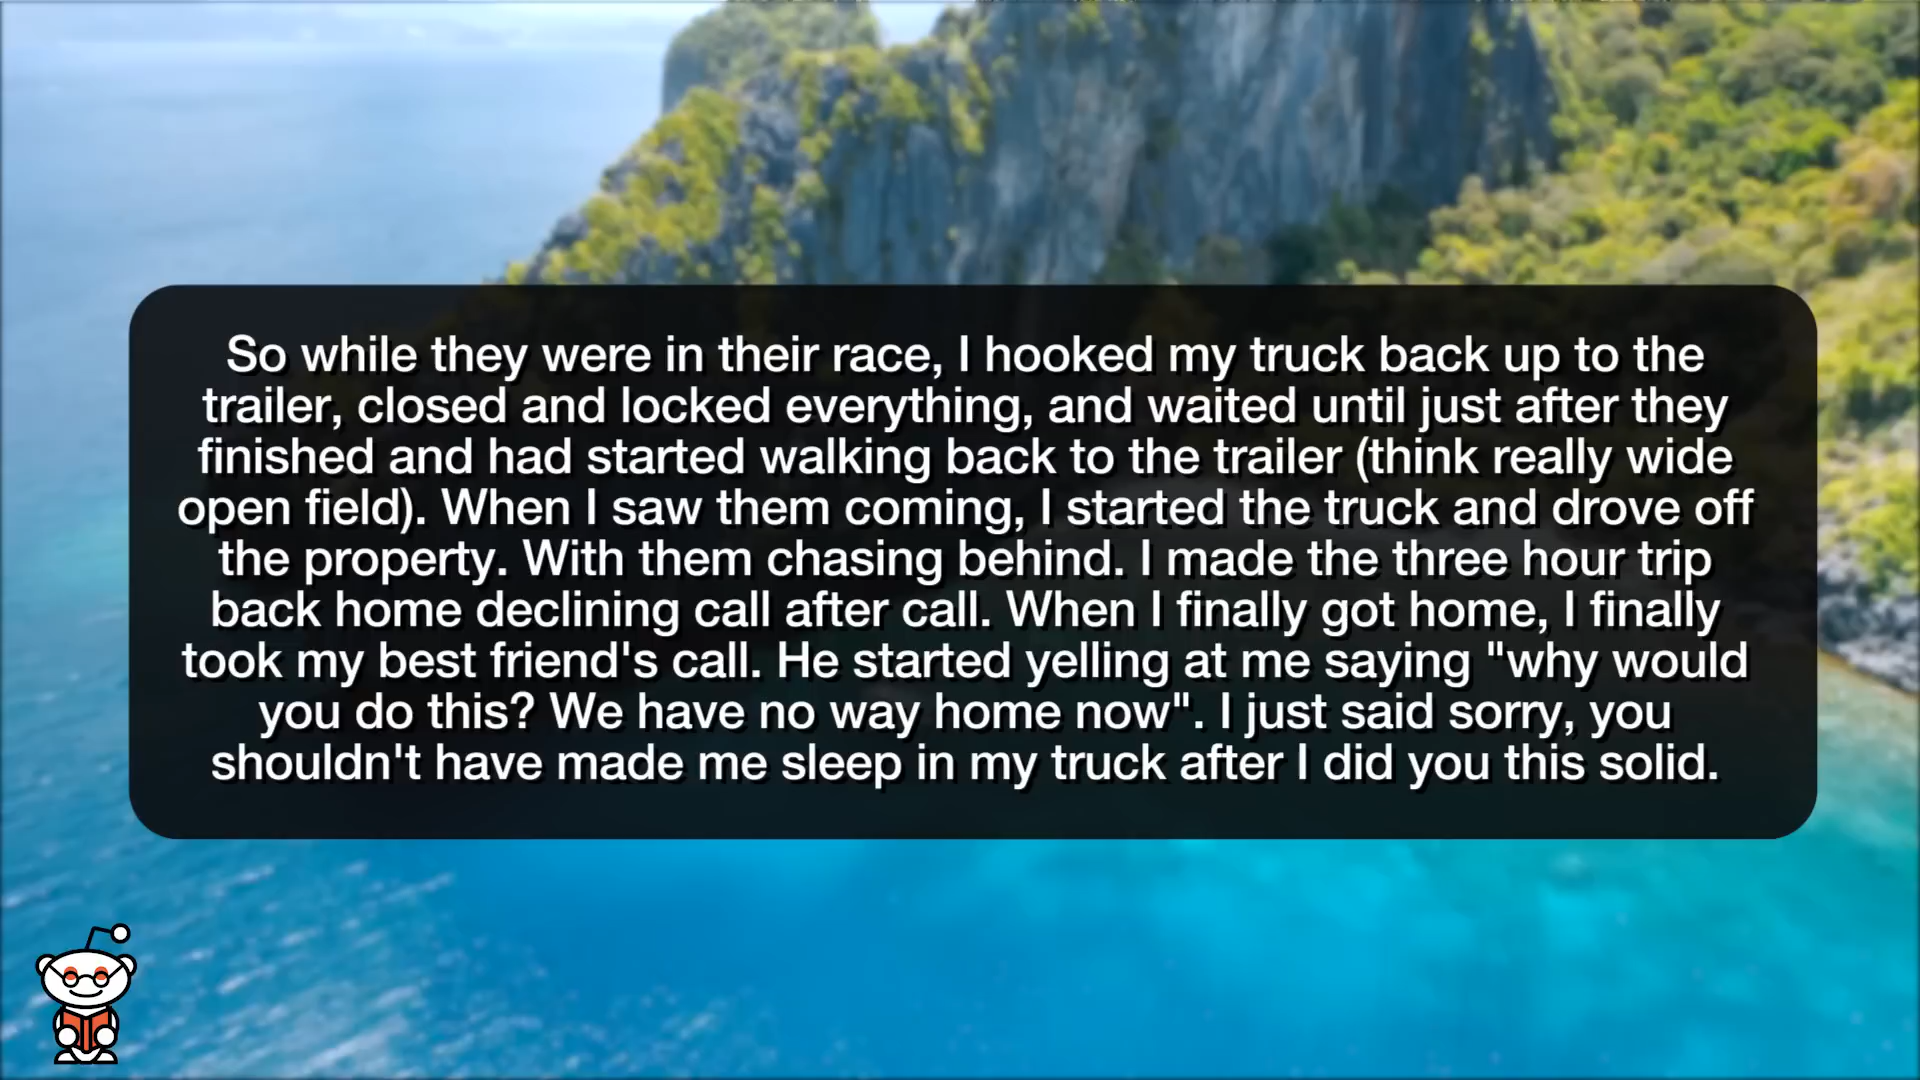 So while they were in their race, I hooked my truck back up to the
trailer, closed and locked everything, and waited until just after they
finished and had started walking back to the trailer (think really wide
open field). When I saw them coming, I started the truck and drove off
the property. With them chasing behind. I made the three hour trip
back home declining call after call. When I finally got home, I finally
took my best friend's call. He started yelling at me saying "why would
you do this? We have no way home now". I just said sorry, you
shouldn't have made me sleep in my truck after I did you this solid.